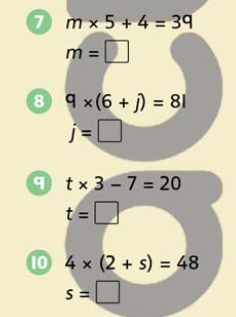 7 m × 5 + 4 = 39
m = □
8 9 ×(6 + j) = 81
j = □
9 t × 3 – 7 = 20
t = □
10 4 × (2 + s) = 48
s = □